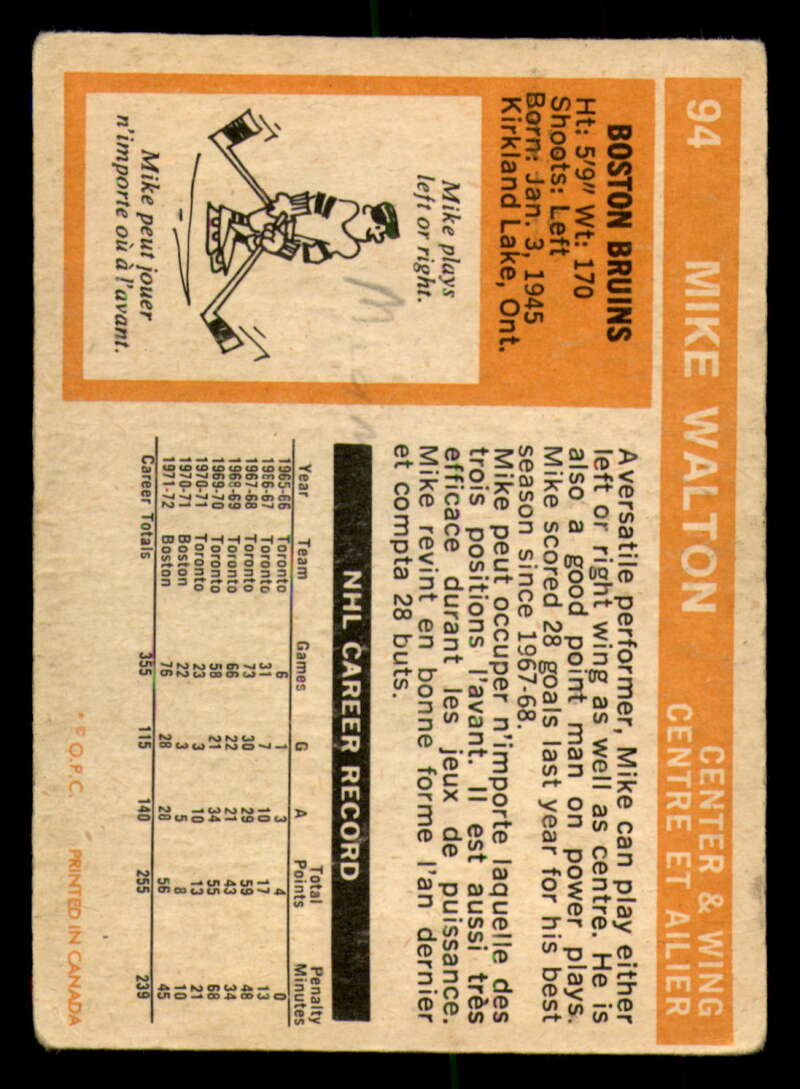 94 MIKE WALTON CENTER & WING
CENTRE ET AILIER
BOSTON BRUINS
Ht: 5'9" Wt: 170
Shoots: Left
Born: Jan. 3, 1945
Kirkland Lake, Ont.
Mike plays
left or right.
Mike peut jouer
n'importe où à l'avant.
A versatile performer, Mike can play either
left or right wing as well as centre. He is
also a good point man on power plays.
Mike scored 28 goals last year for his best
season since 1967-68.
Mike peut occuper n'importe laquelle des
trois positions l'avant. Il est aussi très
efficace durant les jeux de puissance.
Mike revint en bonne forme l'an dernier
et compta 28 buts.
NHL CAREER RECORD
Year Team Games G A Total Points Penalty Minutes
1965-66 Toronto 6 1 3 4 0
1966-67 Toronto 31 7 10 17 13
1967-68 Toronto 73 30 29 59 48
1968-69 Toronto 66 22 21 43 34
1969-70 Toronto 58 21 34 55 68
1970-71 Toronto 23 3 10 13 21
1970-71 Boston 22 3 5 8 10
1971-72 Boston 76 28 28 56 45
Career Totals 355 115 140 255 239
* © O.P.C. PRINTED IN CANADA